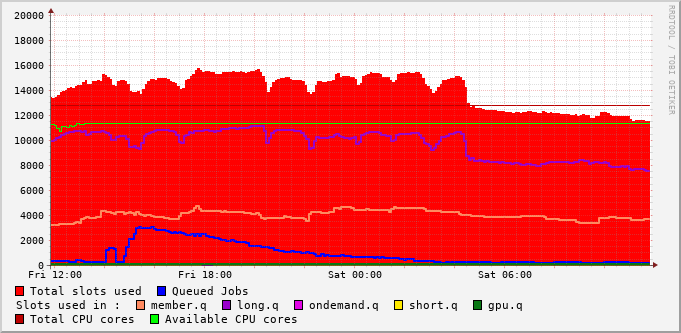 20000
18000
16000
14000
12000
10000
8000
6000
4000
2000
0
Fri 12:00 Fri 18:00 Sat 00:00 Sat 06:00
RRDTOOL / TOBI OETIKER
Total slots used Queued Jobs
Slots used in : member.q long.q ondemand.q short.q gpu.q
Total CPU cores Available CPU cores